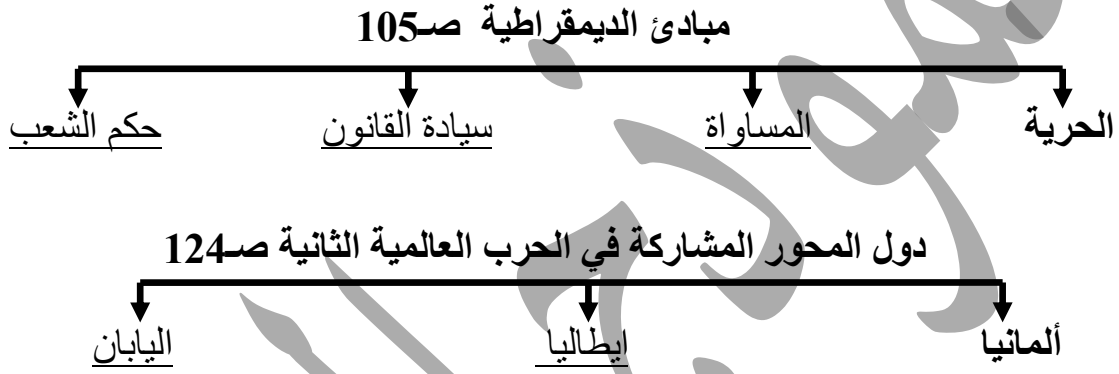 مبادئ الديمقراطية صـ105
الحرية المساواة سيادة القانون حكم الشعب
دول المحور المشاركة في الحرب العالمية الثانية صـ124
ألمانيا ايطاليا اليابان